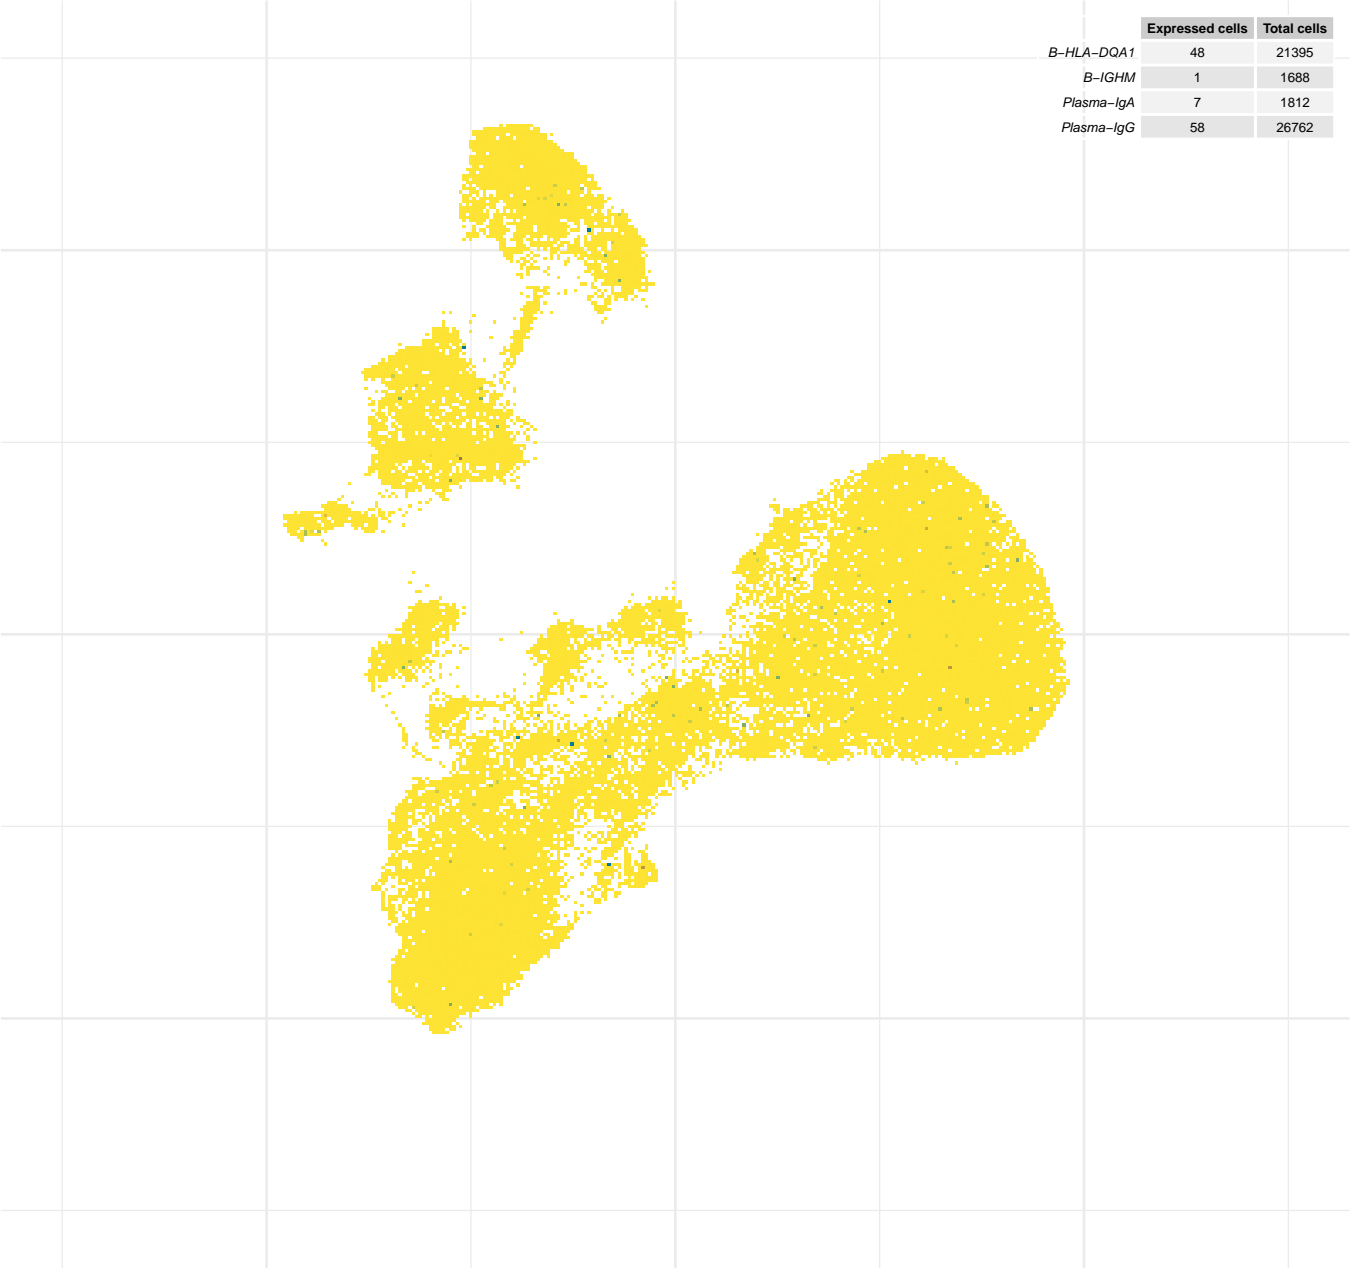 Expressed cells Total cells
B−HLA−DQA1 48 21395
B−IGHM 1 1688
Plasma−IgA 7 1812
Plasma−IgG 58 26762